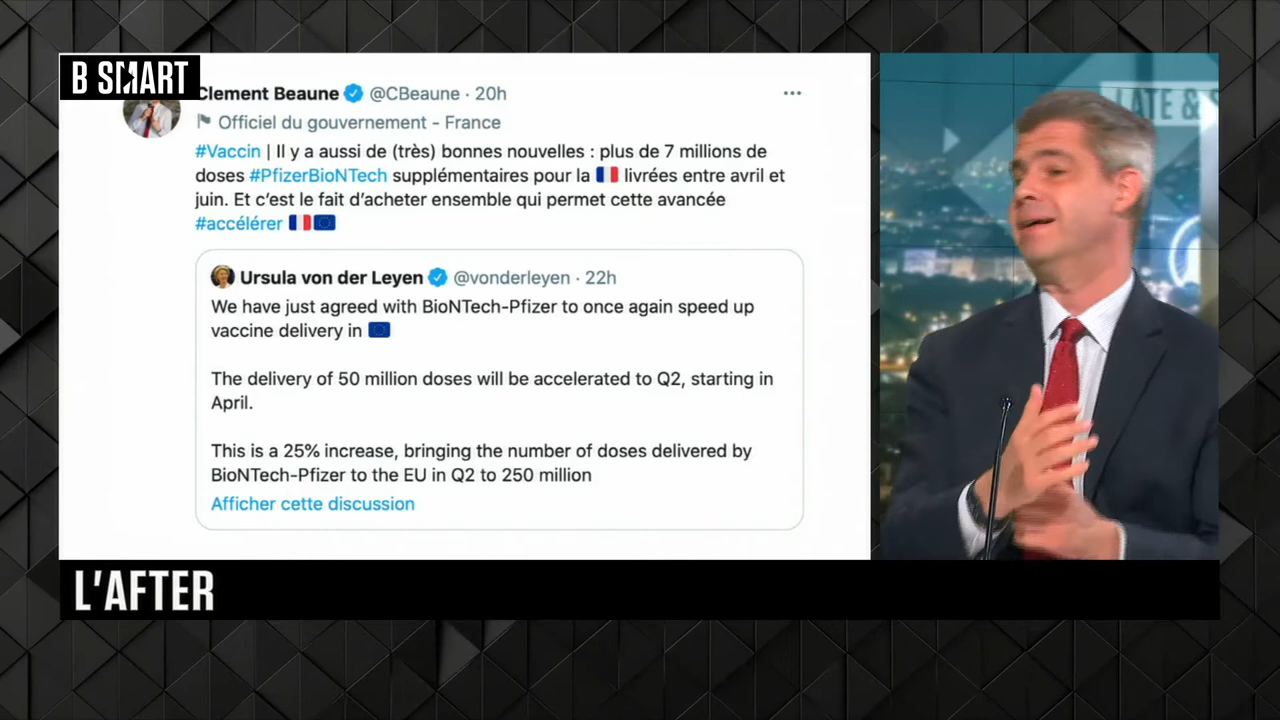 B SMART
Clement Beaune @CBeaune · 20h
Officiel du gouvernement - France
#Vaccin | Il y a aussi de (très) bonnes nouvelles : plus de 7 millions de
doses #PfizerBioNTech supplémentaires pour la 🇫🇷 livrées entre avril et
juin. Et c’est le fait d’acheter ensemble qui permet cette avancée
#accélérer 🇫🇷🇪🇺
Ursula von der Leyen @vonderleyen · 22h
We have just agreed with BioNTech-Pfizer to once again speed up
vaccine delivery in 🇪🇺
The delivery of 50 million doses will be accelerated to Q2, starting in
April.
This is a 25% increase, bringing the number of doses delivered by
BioNTech-Pfizer to the EU in Q2 to 250 million
Afficher cette discussion
LATE &
L’AFTER